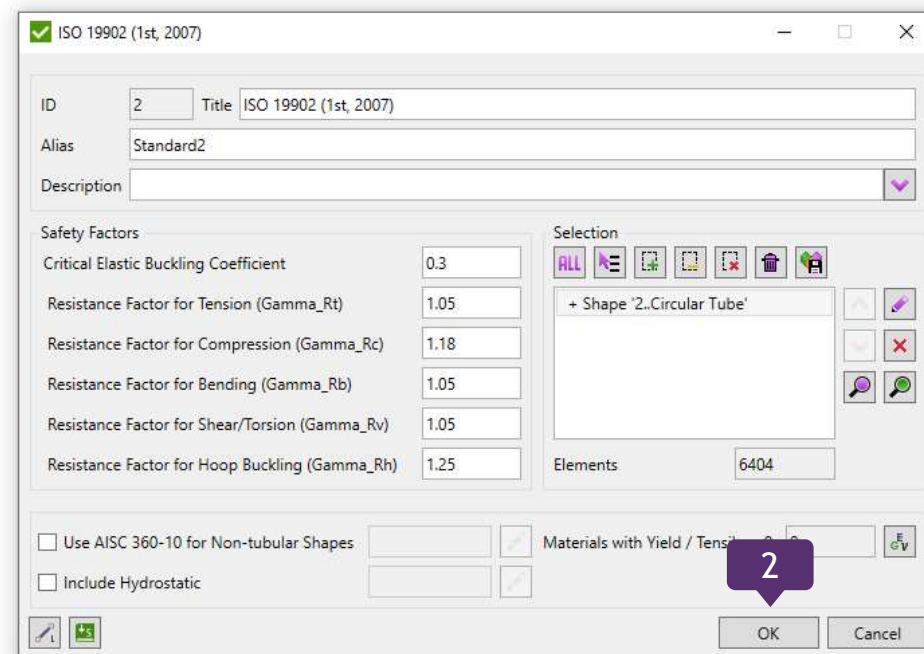 ISO 19902 (1st, 2007)
ID 2 Title ISO 19902 (1st, 2007)
Alias Standard2
Description
Safety Factors
Critical Elastic Buckling Coefficient 0.3
Resistance Factor for Tension (Gamma_Rt) 1.05
Resistance Factor for Compression (Gamma_Rc) 1.18
Resistance Factor for Bending (Gamma_Rb) 1.05
Resistance Factor for Shear/Torsion (Gamma_Rv) 1.05
Resistance Factor for Hoop Buckling (Gamma_Rh) 1.25
Selection
ALL
+ Shape '2..Circular Tube'
Elements 6404
Use AISC 360-10 for Non-tubular Shapes
Materials with Yield /
Include Hydrostatic
2
OK Cancel